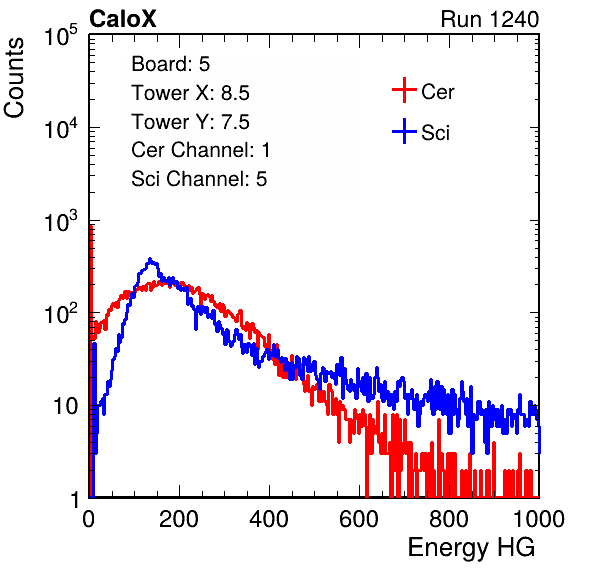 CaloX Run 1240
Counts
Board: 5
Tower X: 8.5
Tower Y: 7.5
Cer Channel: 1
Sci Channel: 5
Cer
Sci
10^5
10^4
10^3
10^2
10
1
0 200 400 600 800 1000
Energy HG